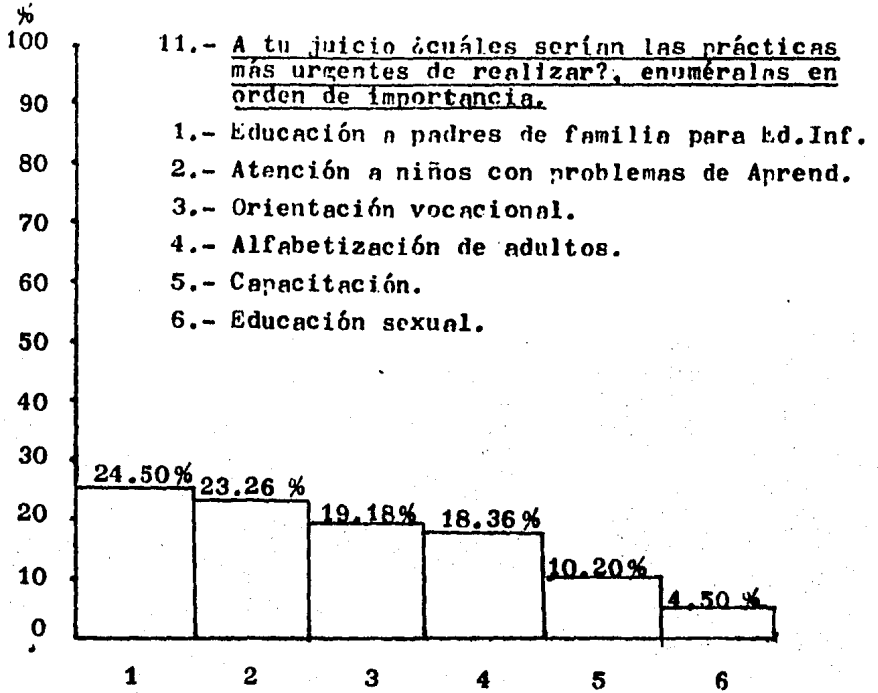 %
100
11.- A tu juicio ¿cuáles serían las prácticas
más urgentes de realizar?, enuméralas en
orden de importancia.
90
1.- Educación a padres de familia para Ed.Inf.
80
2.- Atención a niños con problemas de Aprend.
70
3.- Orientación vocacional.
4.- Alfabetización de adultos.
60
5.- Capacitación.
6.- Educación sexual.
50
40
30
24.50%
23.26 %
20
19.18%
18.36%
10
10.20%
4.50 %
0
1 2 3 4 5 6